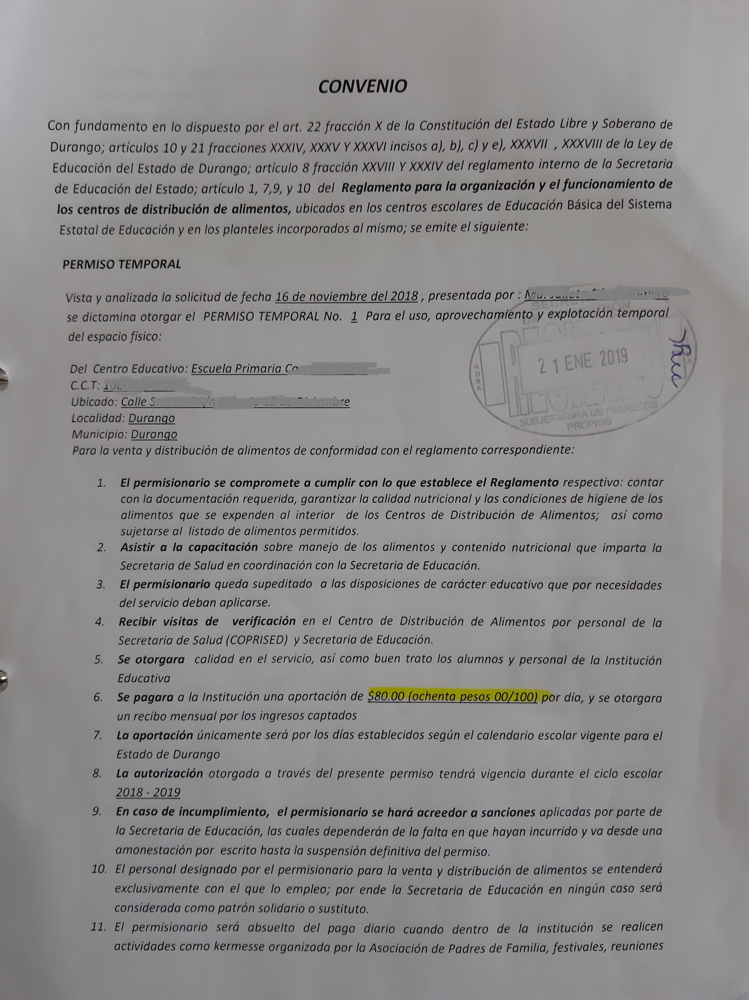 CONVENIO
Con fundamento en lo dispuesto por el art. 22 fracción X de la Constitución del Estado Libre y Soberano de
Durango; artículos 10 y 21 fracciones XXXIV, XXXV Y XXXVI incisos a), b), c) y e), XXXVII , XXXVIII de la Ley de
Educación del Estado de Durango; artículo 8 fracción XXVIII Y XXXIV del reglamento interno de la Secretaria
de Educación del Estado; artículo 1, 7,9, y 10 del Reglamento para la organización y el funcionamiento de
los centros de distribución de alimentos, ubicados en los centros escolares de Educación Básica del Sistema
Estatal de Educación y en los planteles incorporados al mismo; se emite el siguiente:
PERMISO TEMPORAL
Vista y analizada la solicitud de fecha 16 de noviembre del 2018, presentada por :
se dictamina otorgar el PERMISO TEMPORAL No. 1 Para el uso, aprovechamiento y explotación temporal
del espacio físico:
SECRETARÍA
DE EDUCACIÓN
HORA
21 ENE 2019
SUBJEFATURA DE INGRESOS
PROPIOS
Del Centro Educativo: Escuela Primaria
C.C.T:
Ubicado: Calle
Localidad: Durango
Municipio: Durango
Para la venta y distribución de alimentos de conformidad con el reglamento correspondiente:
1. El permisionario se compromete a cumplir con lo que establece el Reglamento respectivo: contar
con la documentación requerida, garantizar la calidad nutricional y las condiciones de higiene de los
alimentos que se expenden al interior de los Centros de Distribución de Alimentos; así como
sujetarse al listado de alimentos permitidos.
2. Asistir a la capacitación sobre manejo de los alimentos y contenido nutricional que imparta la
Secretaria de Salud en coordinación con la Secretaria de Educación.
3. El permisionario queda supeditado a las disposiciones de carácter educativo que por necesidades
del servicio deban aplicarse.
4. Recibir visitas de verificación en el Centro de Distribución de Alimentos por personal de la
Secretaria de Salud (COPRISED) y Secretaria de Educación.
5. Se otorgara calidad en el servicio, así como buen trato los alumnos y personal de la Institución
Educativa
6. Se pagara a la Institución una aportación de $80.00 (ochenta pesos 00/100) por día, y se otorgara
un recibo mensual por los ingresos captados
7. La aportación únicamente será por los días establecidos según el calendario escolar vigente para el
Estado de Durango
8. La autorización otorgada a través del presente permiso tendrá vigencia durante el ciclo escolar
2018 - 2019
9. En caso de incumplimiento, el permisionario se hará acreedor a sanciones aplicadas por parte de
la Secretaria de Educación, las cuales dependerán de la falta en que hayan incurrido y va desde una
amonestación por escrito hasta la suspensión definitiva del permiso.
10. El personal designado por el permisionario para la venta y distribución de alimentos se entenderá
exclusivamente con el que lo empleo; por ende la Secretaria de Educación en ningún caso será
considerada como patrón solidario o sustituto.
11. El permisionario será absuelto del pago diario cuando dentro de la institución se realicen
actividades como kermesse organizada por la Asociación de Padres de Familia, festivales, reuniones